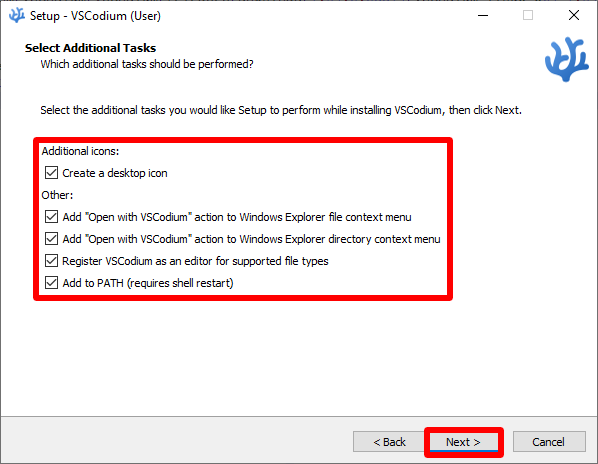 Setup - VSCodium (User)
Select Additional Tasks
Which additional tasks should be performed?
Select the additional tasks you would like Setup to perform while installing VSCodium, then click Next.
Additional icons:
Create a desktop icon
Other:
Add "Open with VSCodium" action to Windows Explorer file context menu
Add "Open with VSCodium" action to Windows Explorer directory context menu
Register VSCodium as an editor for supported file types
Add to PATH (requires shell restart)
< Back
Next >
Cancel